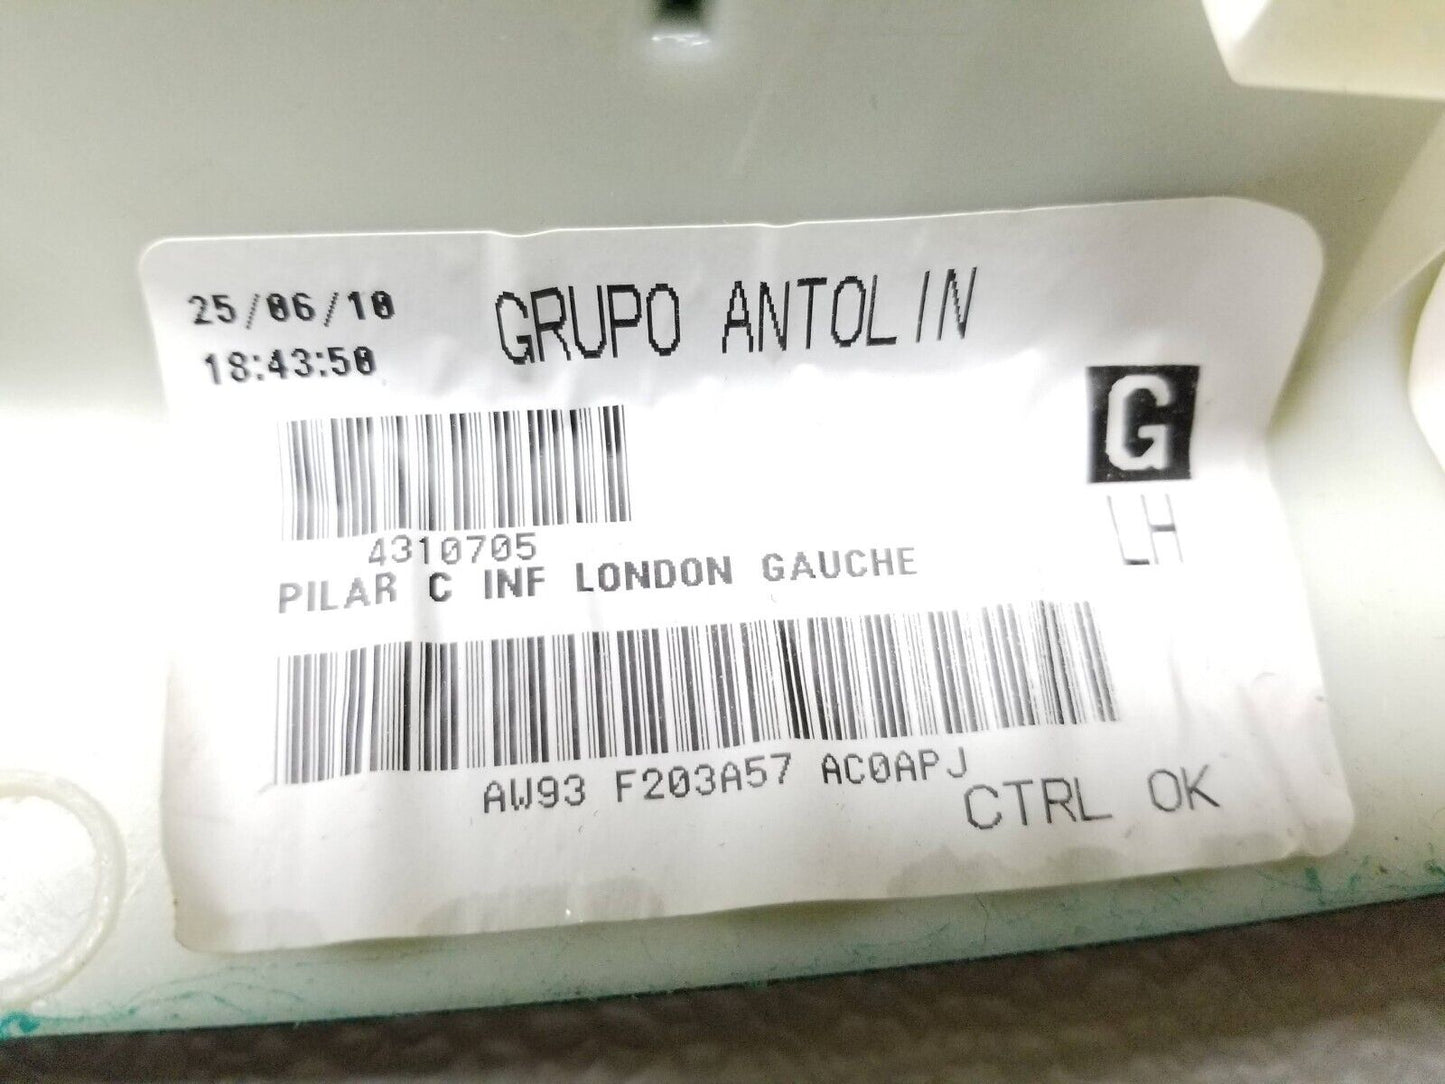 25/06/10
18:43:50
GRUPO ANTOLIN
G
LH
4310705
PILAR C INF LONDON GAUCHE
AW93 F203A57 AC0APJ
CTRL OK